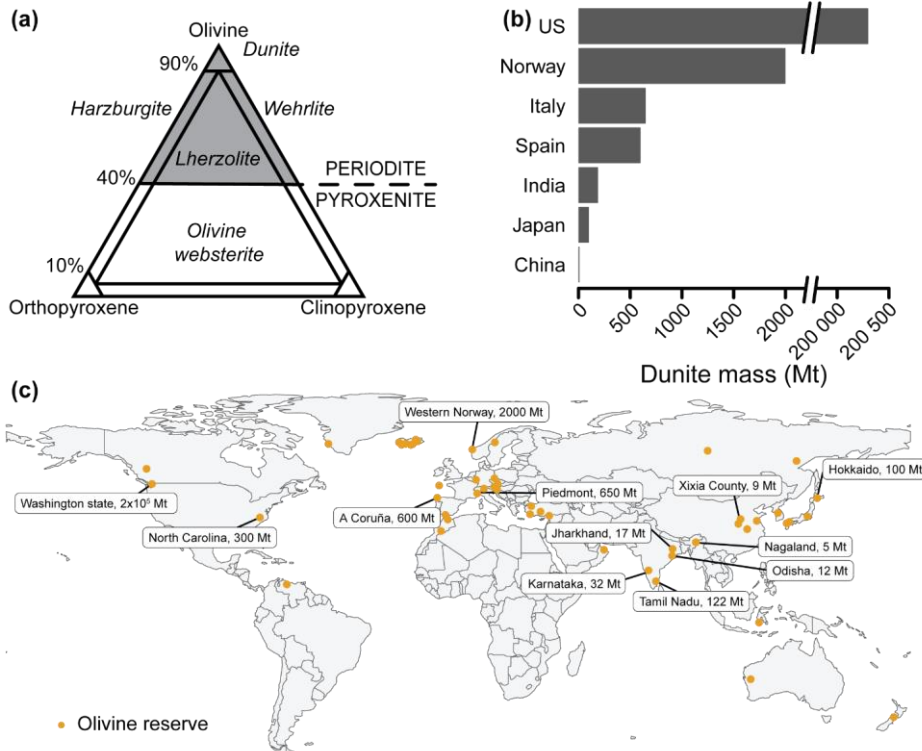 (a)
Olivine
90%
Dunite
Harzburgite
Wehrlite
Lherzolite
40%
PERIODITE
PYROXENITE
Olivine
websterite
10%
Orthopyroxene
Clinopyroxene
(b)
US
Norway
Italy
Spain
India
Japan
China
0
500
1000
1500
2000
200 000
200 500
Dunite mass (Mt)
(c)
Western Norway, 2000 Mt
Hokkaido, 100 Mt
Xixia County, 9 Mt
Piedmont, 650 Mt
Washington state, 2x10⁵ Mt
A Coruña, 600 Mt
North Carolina, 300 Mt
Jharkhand, 17 Mt
Nagaland, 5 Mt
Odisha, 12 Mt
Karnataka, 32 Mt
Tamil Nadu, 122 Mt
Olivine reserve